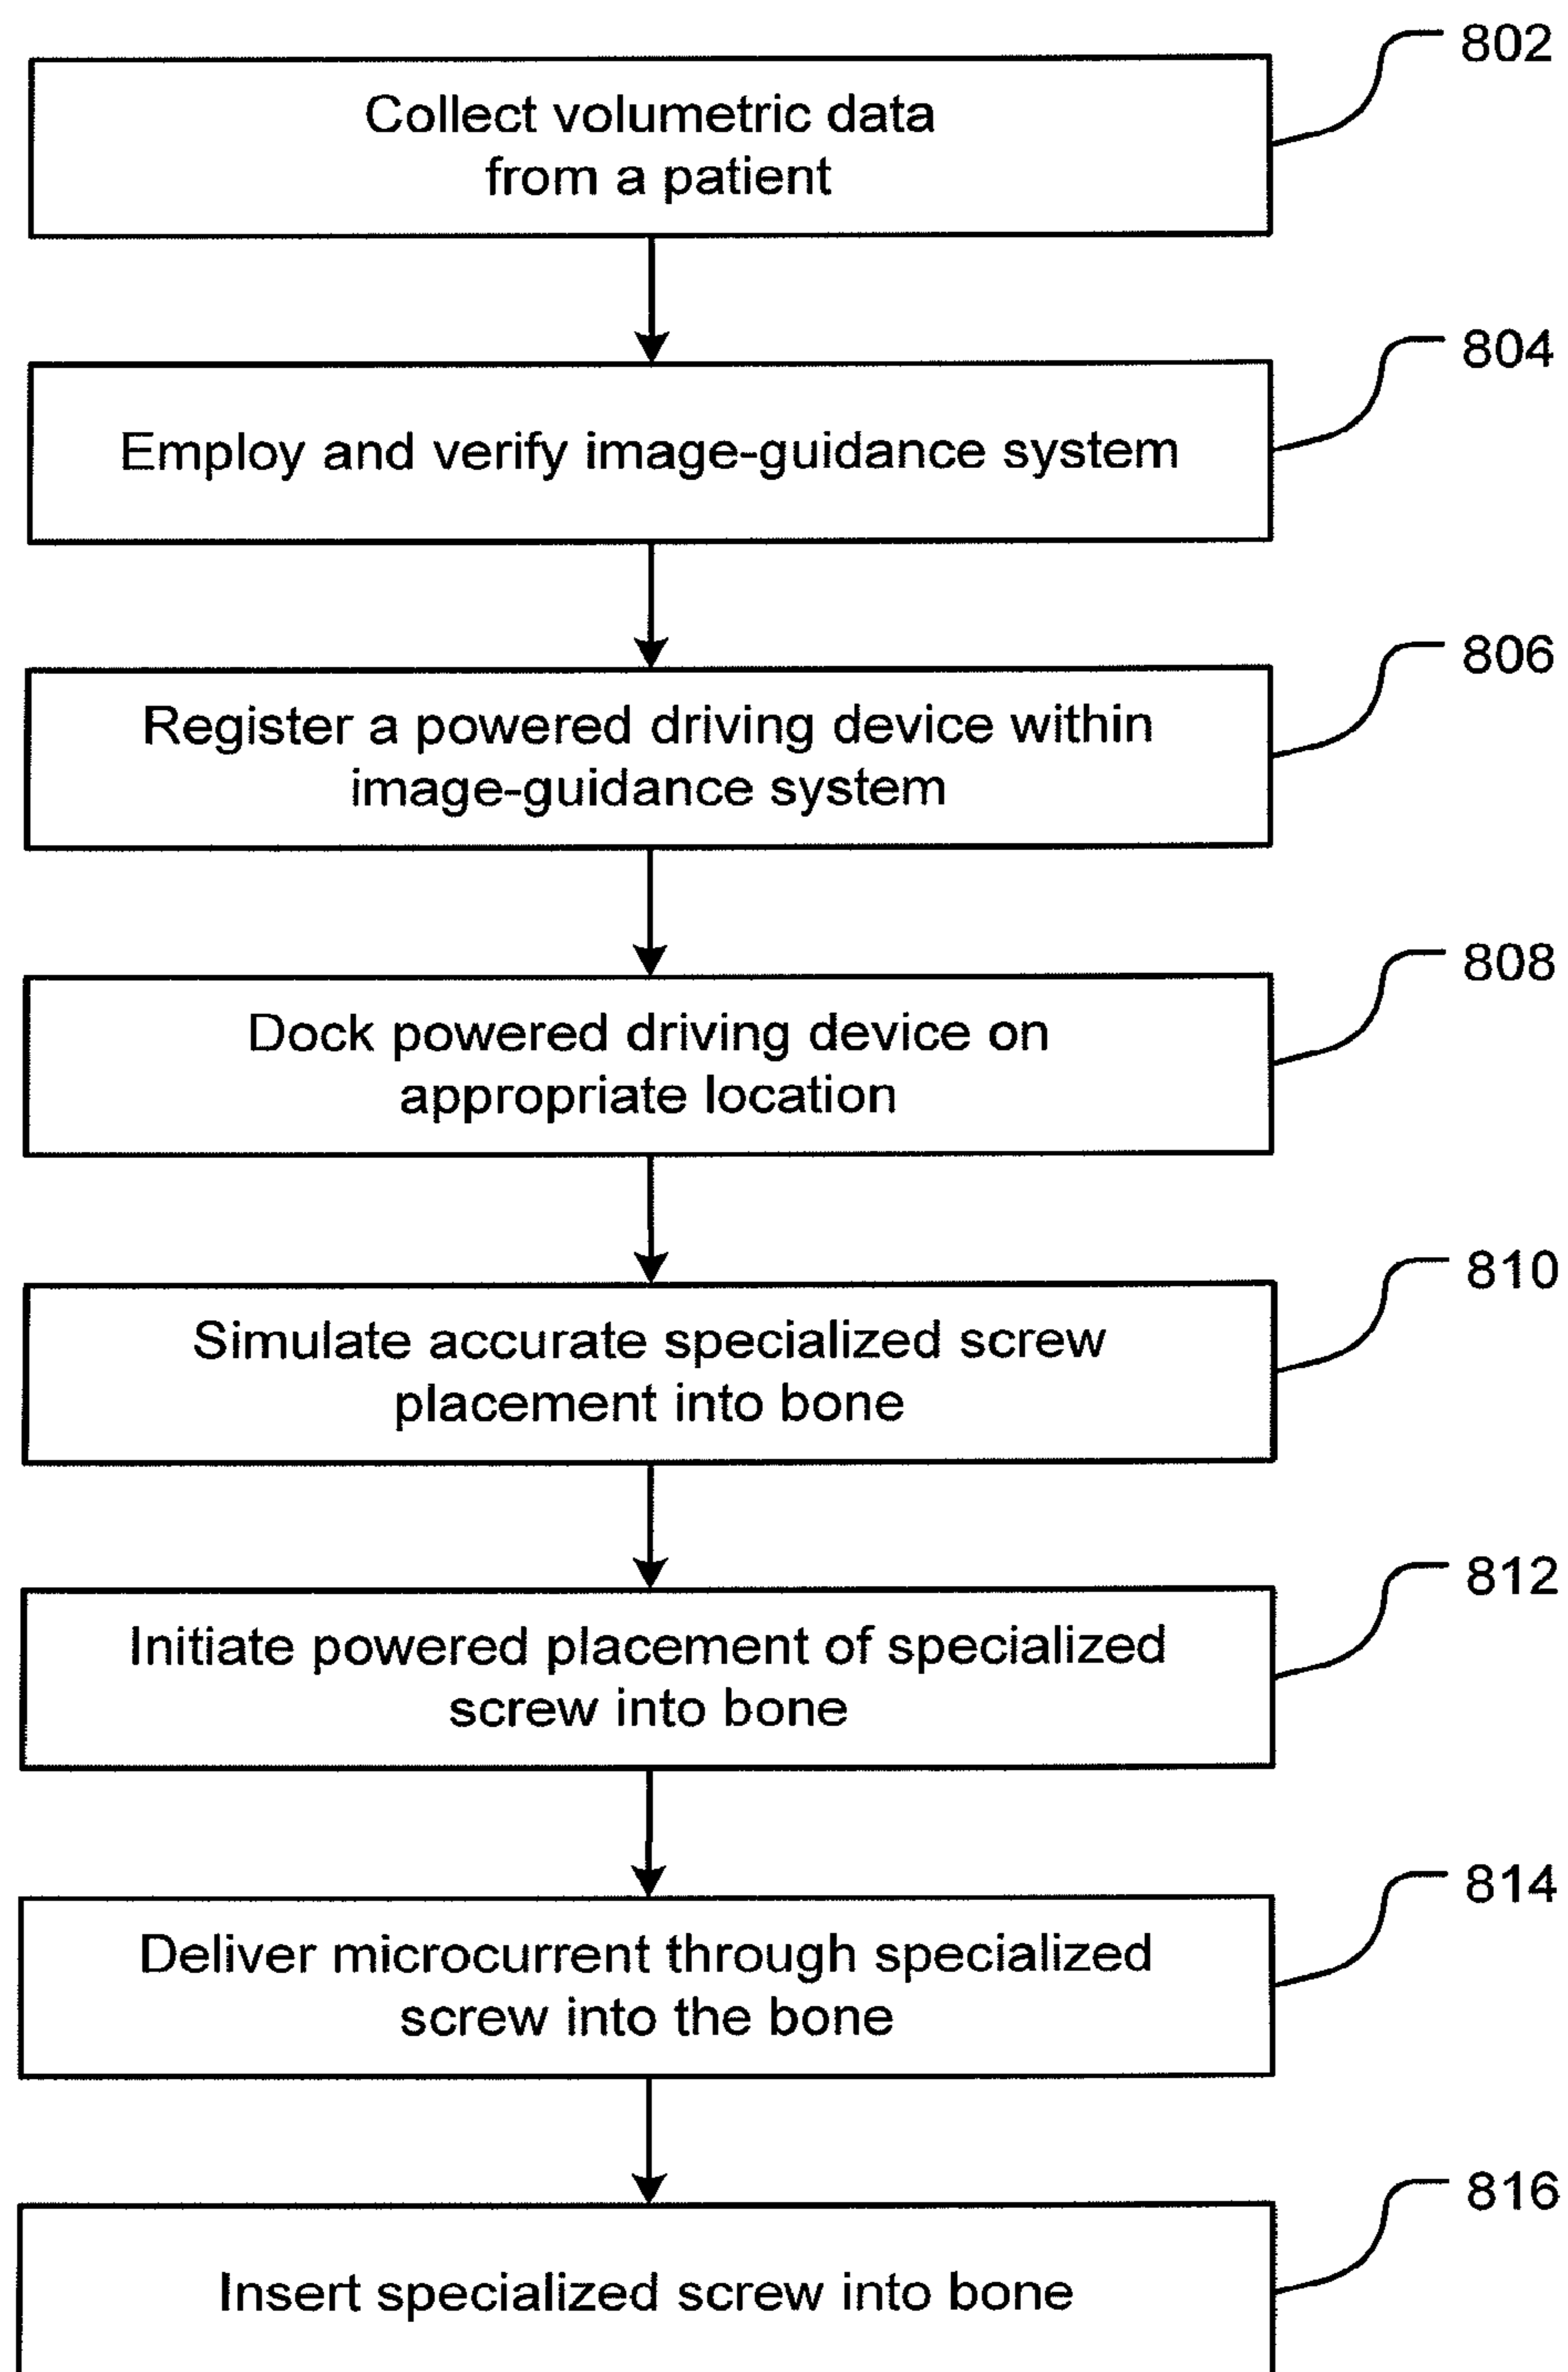 802
Collect volumetric data
from a patient
804
Employ and verify image-guidance system
806
Register a powered driving device within
image-guidance system
808
Dock powered driving device on
appropriate location
810
Simulate accurate specialized screw
placement into bone
812
Initiate powered placement of specialized
screw into bone
814
Deliver microcurrent through specialized
screw into the bone
816
Insert specialized screw into bone